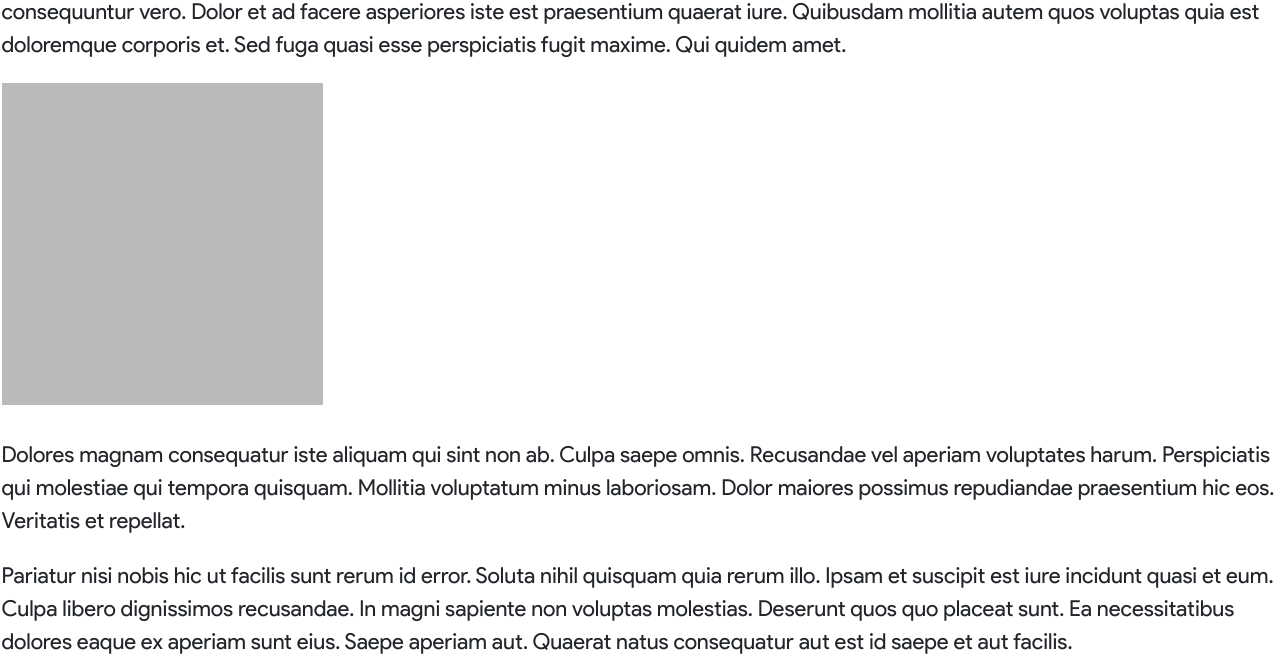 consequuntur vero. Dolor et ad facere asperiores iste est praesentium quaerat iure. Quibusdam mollitia autem quos voluptas quia est
doloremque corporis et. Sed fuga quasi esse perspiciatis fugit maxime. Qui quidem amet.
Dolores magnam consequatur iste aliquam qui sint non ab. Culpa saepe omnis. Recusandae vel aperiam voluptates harum. Perspiciatis
qui molestiae qui tempora quisquam. Mollitia voluptatum minus laboriosam. Dolor maiores possimus repudiandae praesentium hic eos.
Veritatis et repellat.
Pariatur nisi nobis hic ut facilis sunt rerum id error. Soluta nihil quisquam quia rerum illo. Ipsam et suscipit est iure incidunt quasi et eum.
Culpa libero dignissimos recusandae. In magni sapiente non voluptas molestias. Deserunt quos quo placeat sunt. Ea necessitatibus
dolores eaque ex aperiam sunt eius. Saepe aperiam aut. Quaerat natus consequatur aut est id saepe et aut facilis.